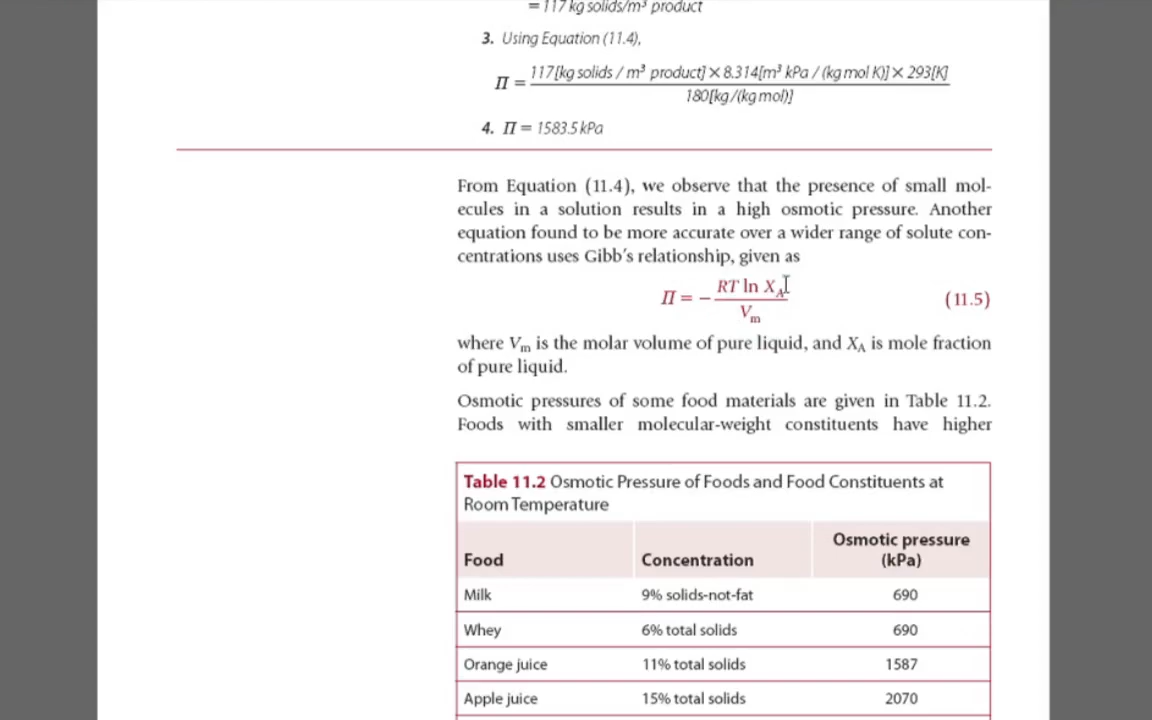 = 117 kg solids/m³ product
3. Using Equation (11.4),
Π = 117[kg solids / m³ product] × 8.314[m³ kPa / (kg mol K)] × 293[K]
180[kg/(kg mol)]
4. Π = 1583.5 kPa
From Equation (11.4), we observe that the presence of small mol-
ecules in a solution results in a high osmotic pressure. Another
equation found to be more accurate over a wider range of solute con-
centrations uses Gibb's relationship, given as
Π = − RT ln X_A
V_m
(11.5)
where V_m is the molar volume of pure liquid, and X_A is mole fraction
of pure liquid.
Osmotic pressures of some food materials are given in Table 11.2.
Foods with smaller molecular-weight constituents have higher
Table 11.2 Osmotic Pressure of Foods and Food Constituents at
Room Temperature
Food Concentration Osmotic pressure (kPa)
Milk 9% solids-not-fat 690
Whey 6% total solids 690
Orange juice 11% total solids 1587
Apple juice 15% total solids 2070